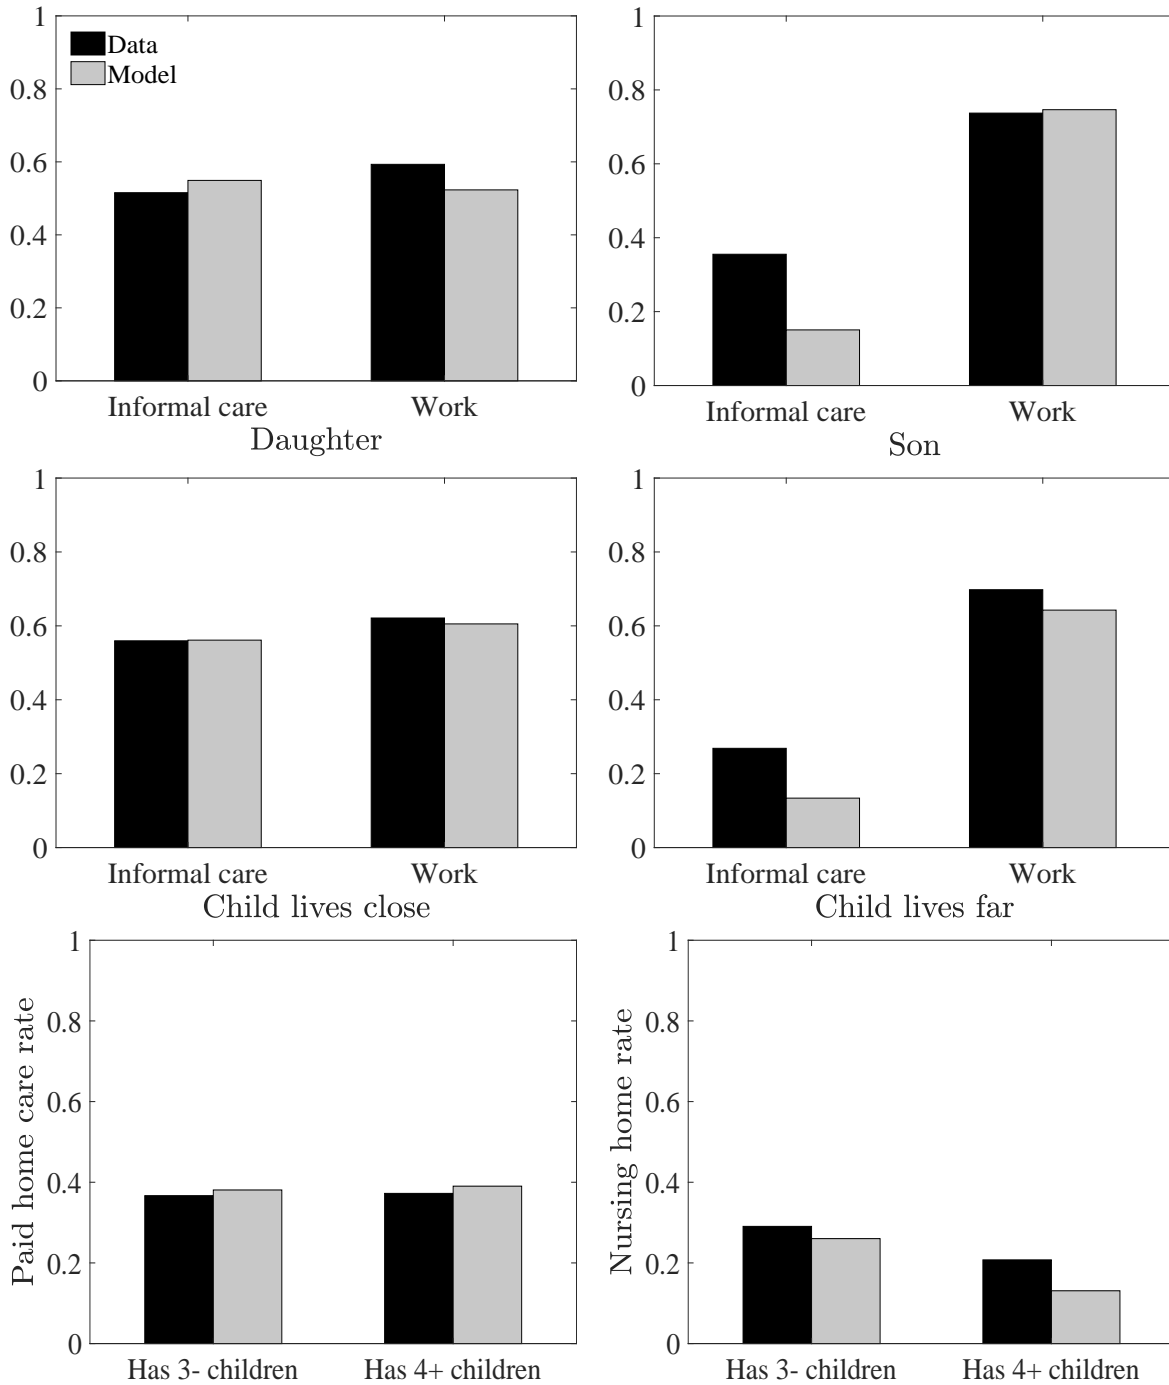 1
0.8
0.6
0.4
0.2
0
Data
Model
Informal care
Work
Daughter
1
0.8
0.6
0.4
0.2
0
Informal care
Work
Son
1
0.8
0.6
0.4
0.2
0
Informal care
Work
Child lives close
1
0.8
0.6
0.4
0.2
0
Informal care
Work
Child lives far
Paid home care rate
1
0.8
0.6
0.4
0.2
0
Has 3- children
Has 4+ children
Nursing home rate
1
0.8
0.6
0.4
0.2
0
Has 3- children
Has 4+ children